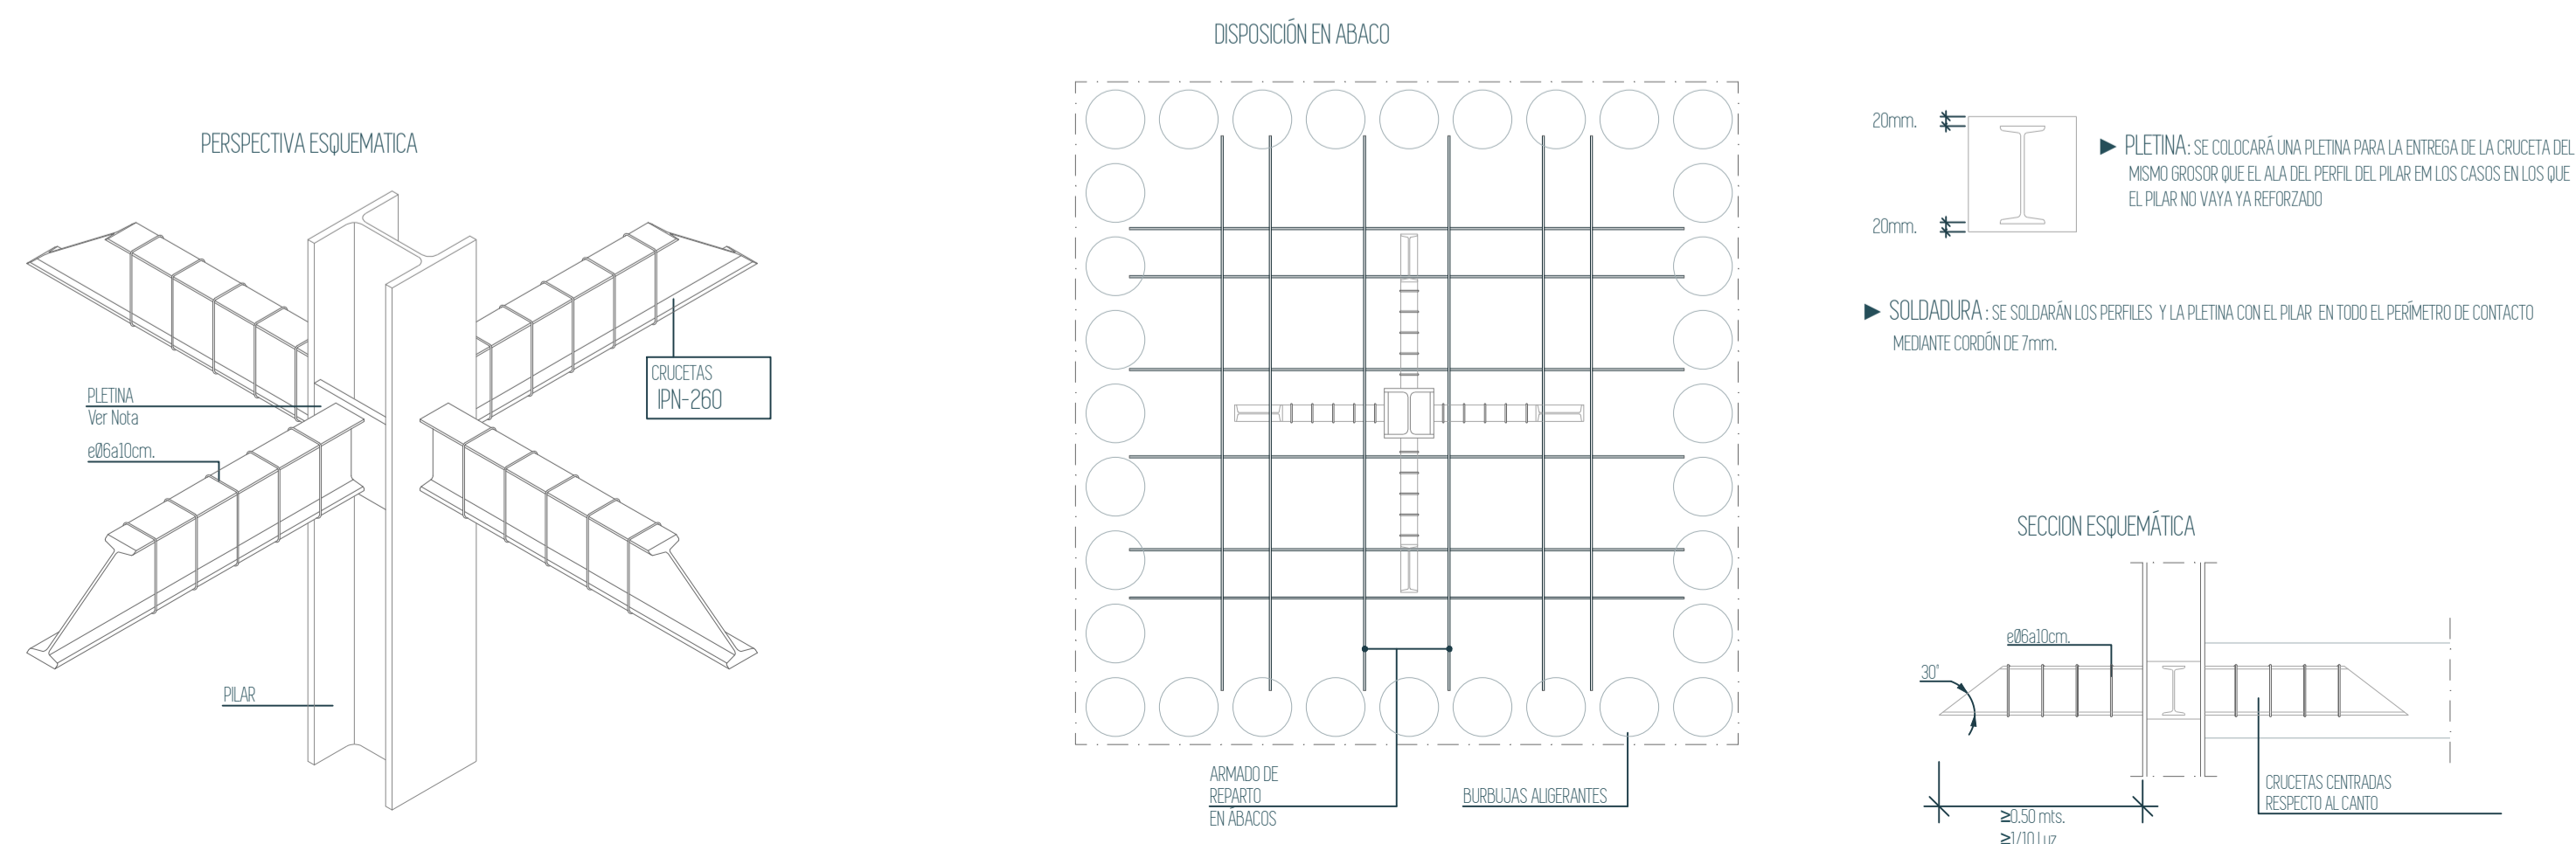 PERSPECTIVA ESQUEMATICA
PLETINA
Ver Nota
eØ6a10cm.
CRUCETAS
IPN-260
PILAR
DISPOSICIÓN EN ABACO
ARMADO DE
REPARTO
EN ÁBACOS
BURBUJAS ALIGERANTES
20mm.
20mm.
PLETINA: SE COLOCARÁ UNA PLETINA PARA LA ENTREGA DE LA CRUCETA DEL
MISMO GROSOR QUE EL ALA DEL PERFIL DEL PILAR EM LOS CASOS EN LOS QUE
EL PILAR NO VAYA YA REFORZADO
SOLDADURA: SE SOLDARÁN LOS PERFILES Y LA PLETINA CON EL PILAR EN TODO EL PERÍMETRO DE CONTACTO
MEDIANTE CORDÓN DE 7mm.
SECCION ESQUEMÁTICA
eØ6a10cm.
30°
CRUCETAS CENTRADAS
RESPECTO AL CANTO
≥0.50 mts.
≥1/10 Luz